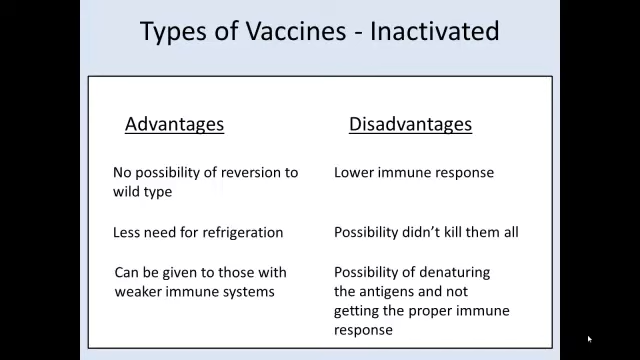 Types of Vaccines - Inactivated
Advantages
No possibility of reversion to
wild type
Less need for refrigeration
Can be given to those with
weaker immune systems
Disadvantages
Lower immune response
Possibility didn’t kill them all
Possibility of denaturing
the antigens and not
getting the proper immune
response